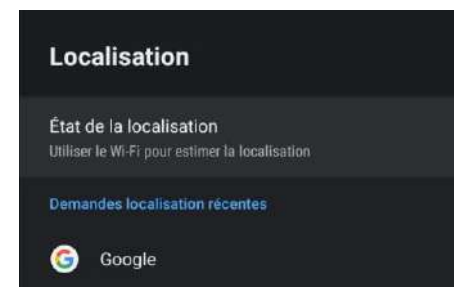 Localisation
État de la localisation
Utiliser le Wi-Fi pour estimer la localisation
Demandes localisation récentes
Google